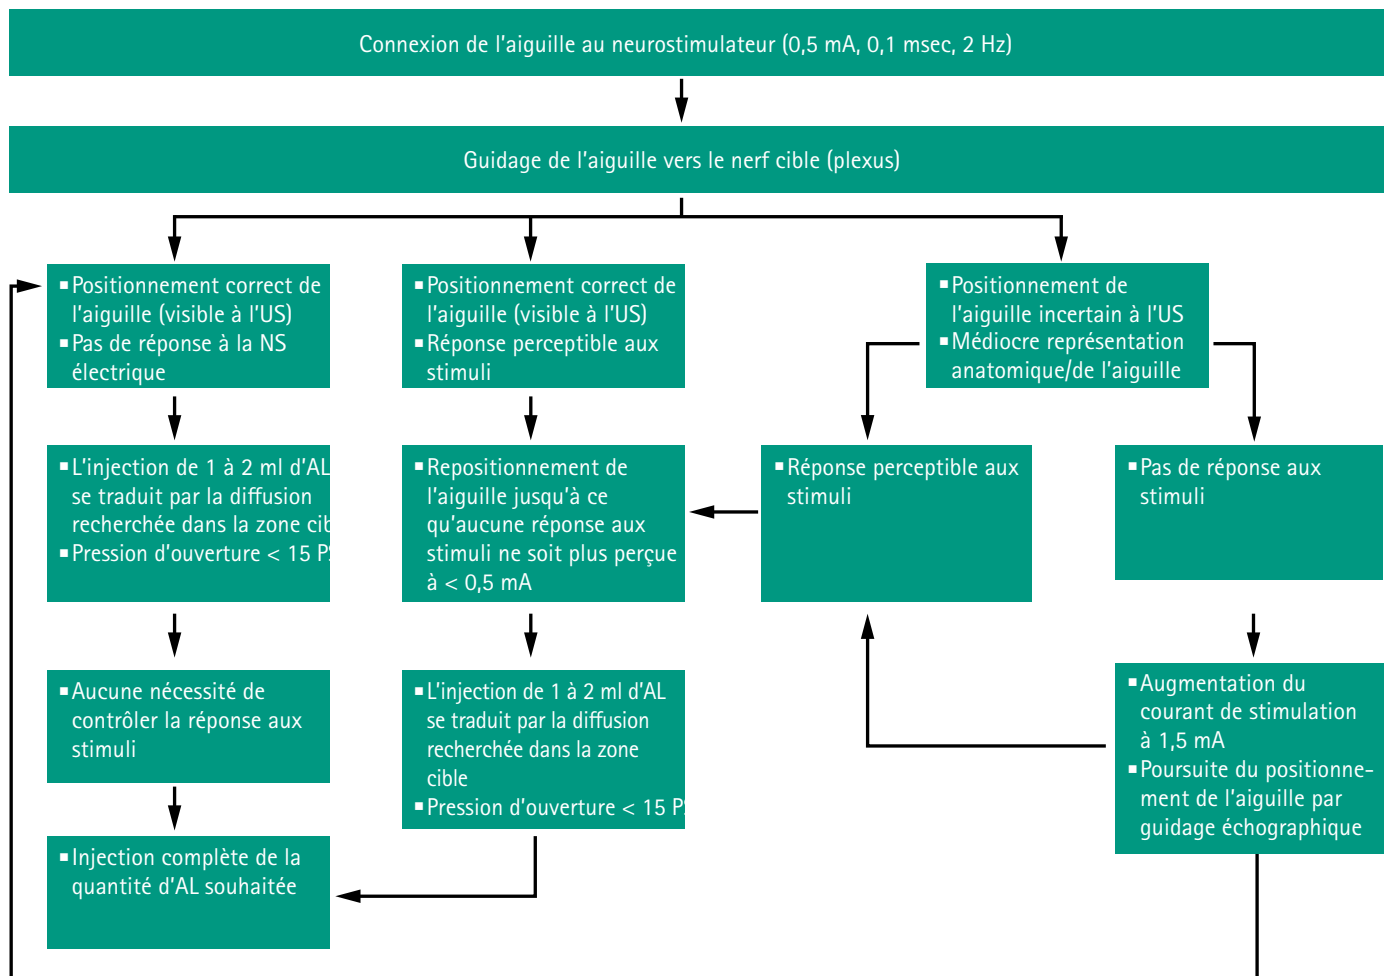 Connexion de l'aiguille au neurostimulateur (0,5 mA, 0,1 msec, 2 Hz)
Guidage de l'aiguille vers le nerf cible (plexus)
▪ Positionnement correct de
l'aiguille (visible à l'US)
▪ Pas de réponse à la NS
électrique
▪ Positionnement correct de
l'aiguille (visible à l'US)
▪ Réponse perceptible aux
stimuli
▪ Positionnement de
l'aiguille incertain à l'US
▪ Médiocre représentation
anatomique/de l'aiguille
▪ L'injection de 1 à 2 ml d'AL
se traduit par la diffusion
recherchée dans la zone
▪ Pression d'ouverture < 15
▪ Repositionnement de
l'aiguille jusqu'à ce
qu'aucune réponse aux
stimuli ne soit plus perçue
à < 0,5 mA
▪ Réponse perceptible aux
stimuli
▪ Pas de réponse aux
stimuli
▪ Aucune nécessité de
contrôler la réponse aux
stimuli
▪ L'injection de 1 à 2 ml d'AL
se traduit par la diffusion
recherchée dans la zone
cible
▪ Pression d'ouverture < 15
▪ Augmentation du
courant de stimulation
à 1,5 mA
▪ Poursuite du positionne-
ment de l'aiguille par
guidage échographique
▪ Injection complète de la
quantité d'AL souhaitée